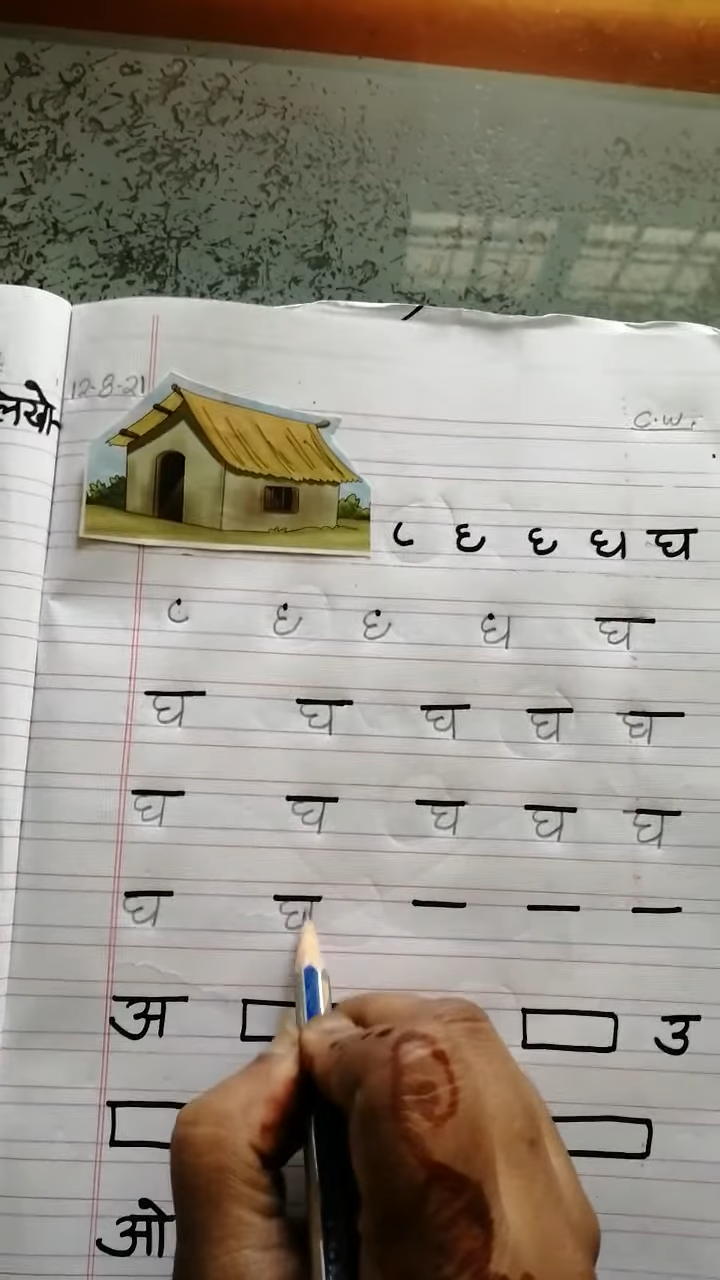 लिखो-
12-8-21
C.W.
घ
घ
घ घ घ घ घ
घ घ घ घ घ
घ घ
अ उ
ओ